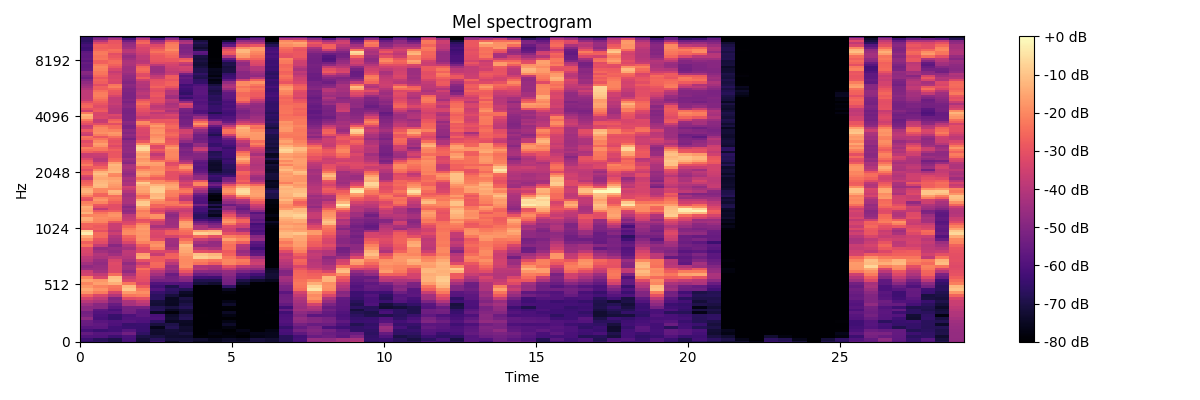 Mel spectrogram
8192
4096
2048
1024
512
0
Hz
0 5 10 15 20 25
Time
+0 dB
-10 dB
-20 dB
-30 dB
-40 dB
-50 dB
-60 dB
-70 dB
-80 dB